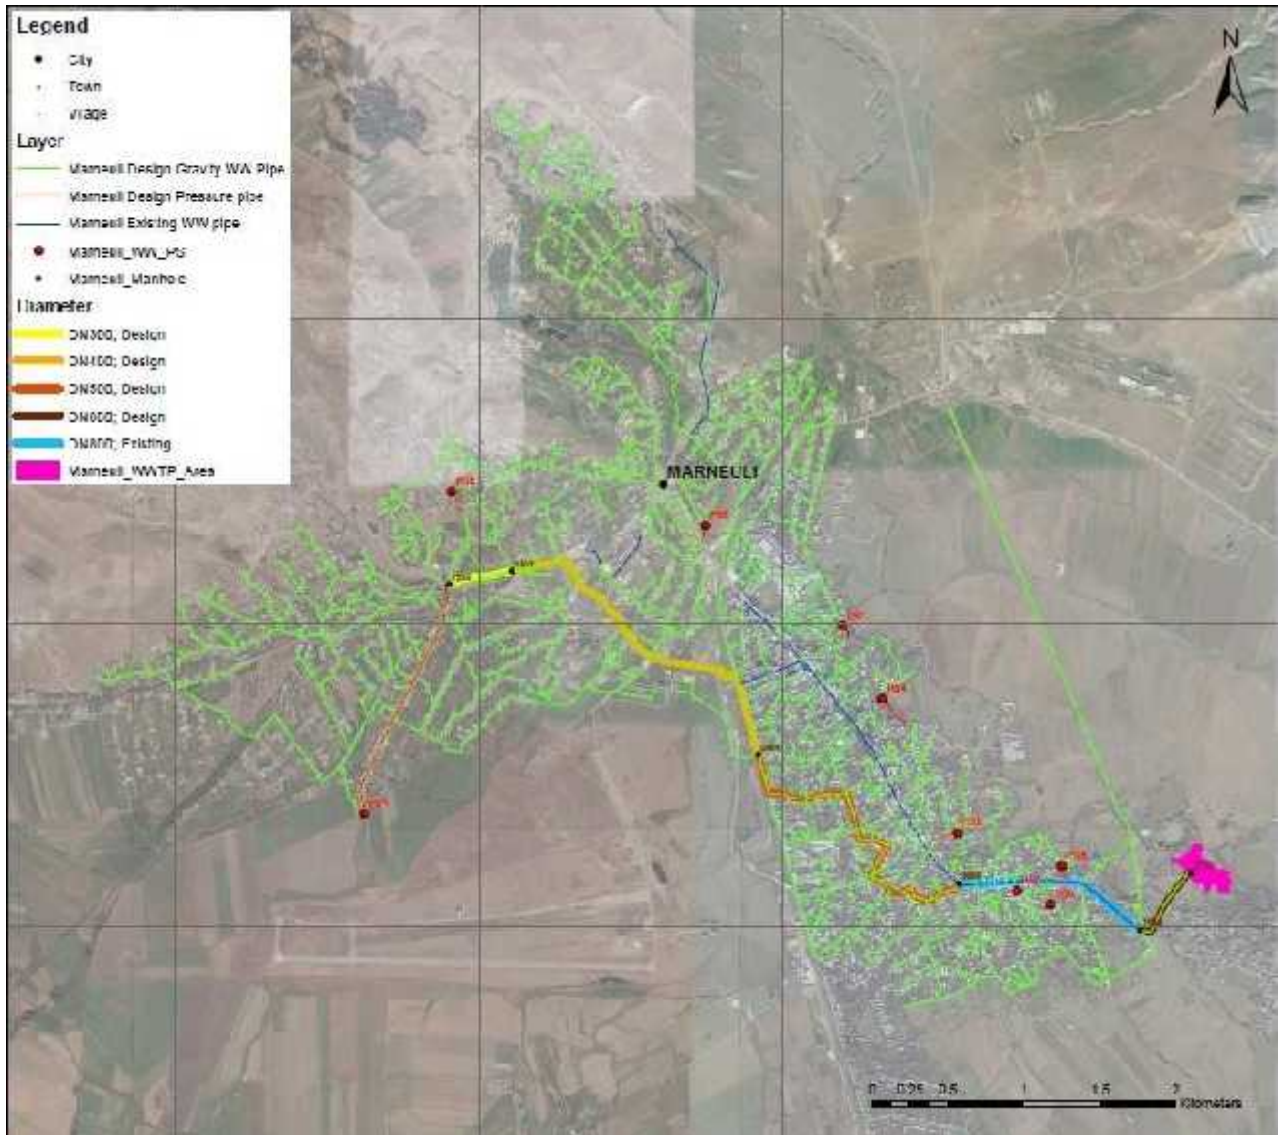 Legend
City
Town
Village
Layer
Marneuli Design Gravity WW Pipe
Marneuli Design Pressure pipe
Marneuli Existing WW pipe
Marneuli_WW_PS
Marneuli_Manhole
Diameter
DN300; Design
DN400; Design
DN500; Design
DN600; Design
DN800; Existing
Marneuli_WWTP_Area
N
MARNEULI
0 0.25 0.5 1 1.5 2
Kilometers